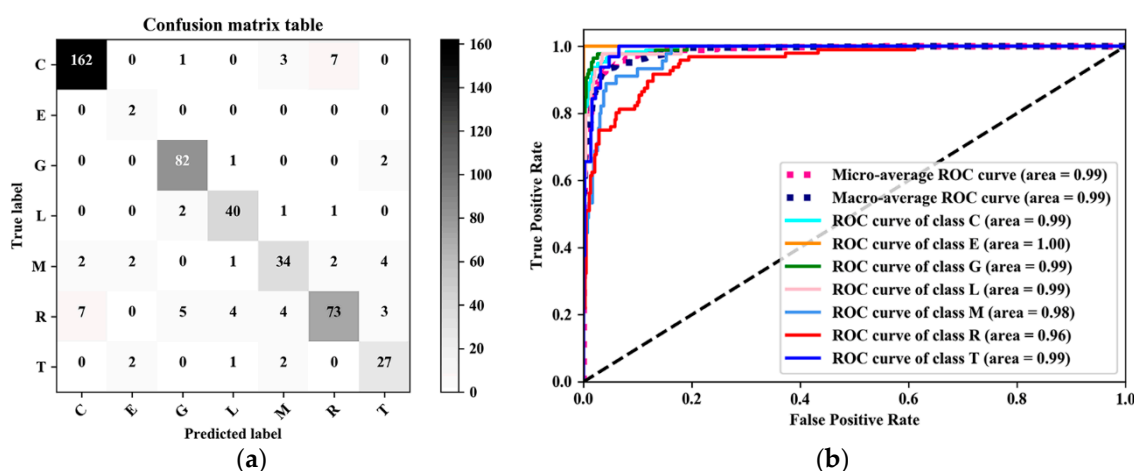 Confusion matrix table
C 162 0 1 0 3 7 0
E 0 2 0 0 0 0 0
G 0 0 82 1 0 0 2
L 0 0 2 40 1 1 0
M 2 2 0 1 34 2 4
R 7 0 5 4 4 73 3
T 0 2 0 1 2 0 27
C E G L M R T
True label
Predicted label
160
140
120
100
80
60
40
20
0
(a)
1.0
0.8
0.6
0.4
0.2
0.0
True Positive Rate
Micro-average ROC curve (area = 0.99)
Macro-average ROC curve (area = 0.99)
ROC curve of class C (area = 0.99)
ROC curve of class E (area = 1.00)
ROC curve of class G (area = 0.99)
ROC curve of class L (area = 0.99)
ROC curve of class M (area = 0.98)
ROC curve of class R (area = 0.96)
ROC curve of class T (area = 0.99)
0.0 0.2 0.4 0.6 0.8 1.0
False Positive Rate
(b)